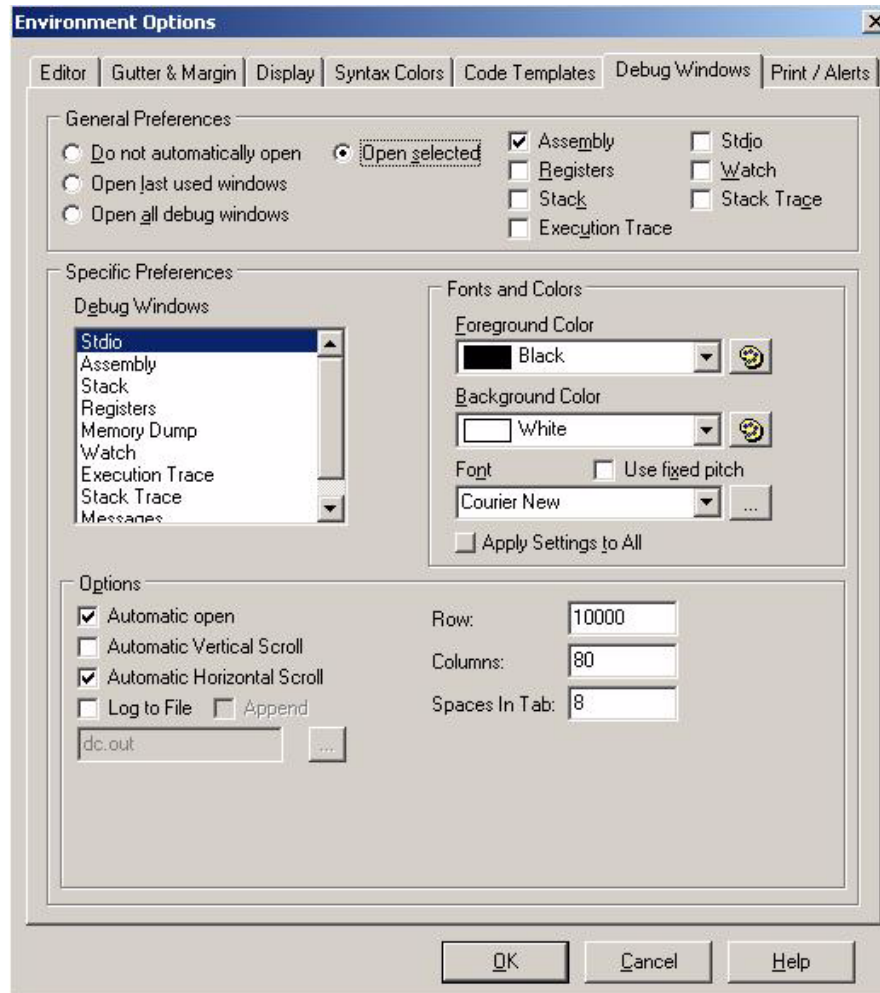 Environment Options
Editor
Gutter & Margin
Display
Syntax Colors
Code Templates
Debug Windows
Print / Alerts
General Preferences
Do not automatically open
Open last used windows
Open all debug windows
Open selected
Assembly
Registers
Stack
Execution Trace
Stdio
Watch
Stack Trace
Specific Preferences
Debug Windows
Stdio
Assembly
Stack
Registers
Memory Dump
Watch
Execution Trace
Stack Trace
Messages
Fonts and Colors
Foreground Color
Black
Background Color
White
Font
Use fixed pitch
Courier New
...
Apply Settings to All
Options
Automatic open
Automatic Vertical Scroll
Automatic Horizontal Scroll
Log to File
Append
dc.out
...
Row: 10000
Columns: 80
Spaces In Tab: 8
OK
Cancel
Help